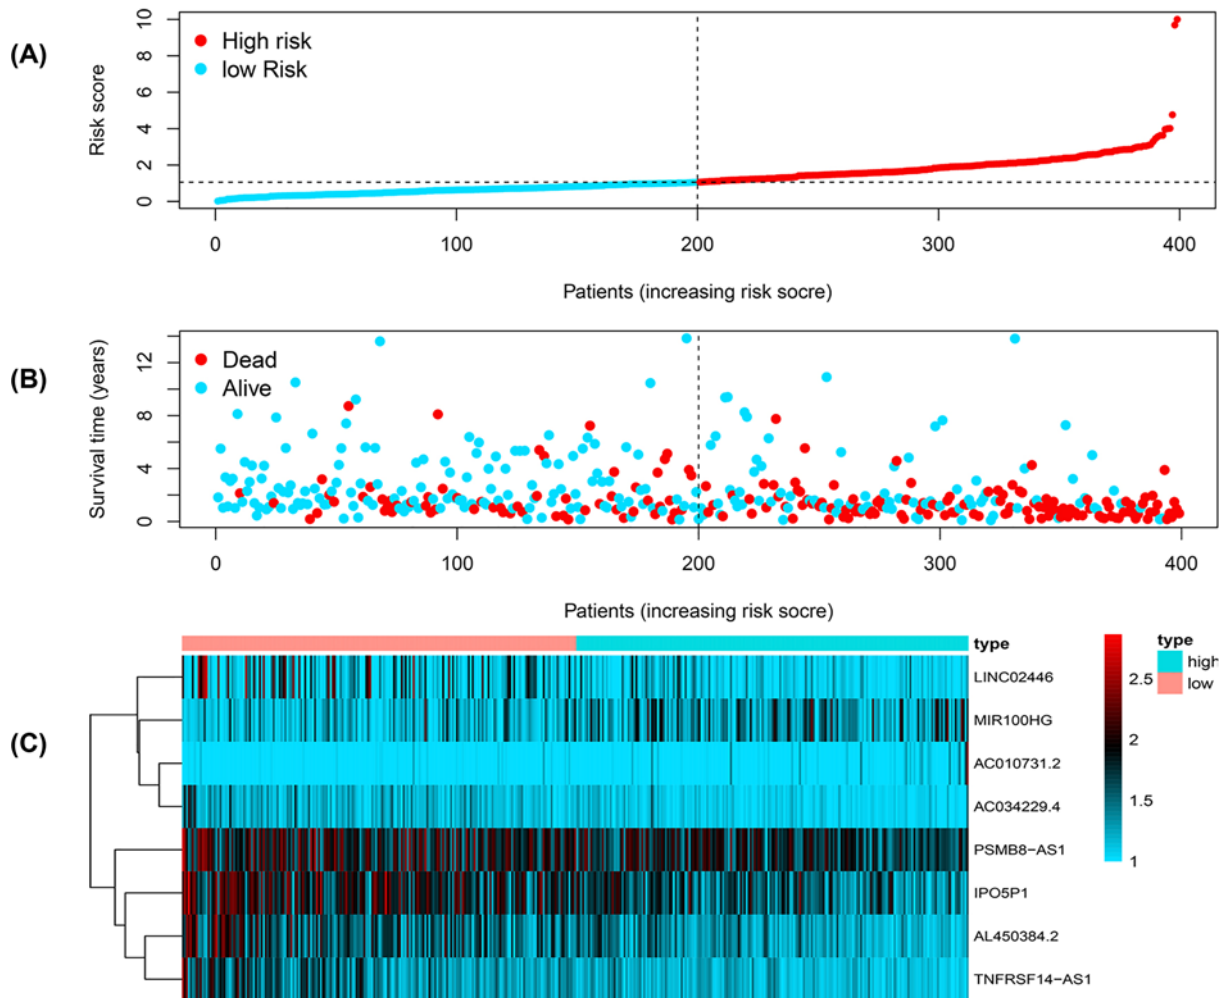 (A)
Risk score
10
8
6
4
2
0
High risk
low Risk
0 100 200 300 400
Patients (increasing risk socre)
(B)
Survival time (years)
12
8
4
0
Dead
Alive
0 100 200 300 400
Patients (increasing risk socre)
(C)
type
LINC02446
MIR100HG
AC010731.2
AC034229.4
PSMB8-AS1
IPO5P1
AL450384.2
TNFRSF14-AS1
2.5
2
1.5
1
type
high
low